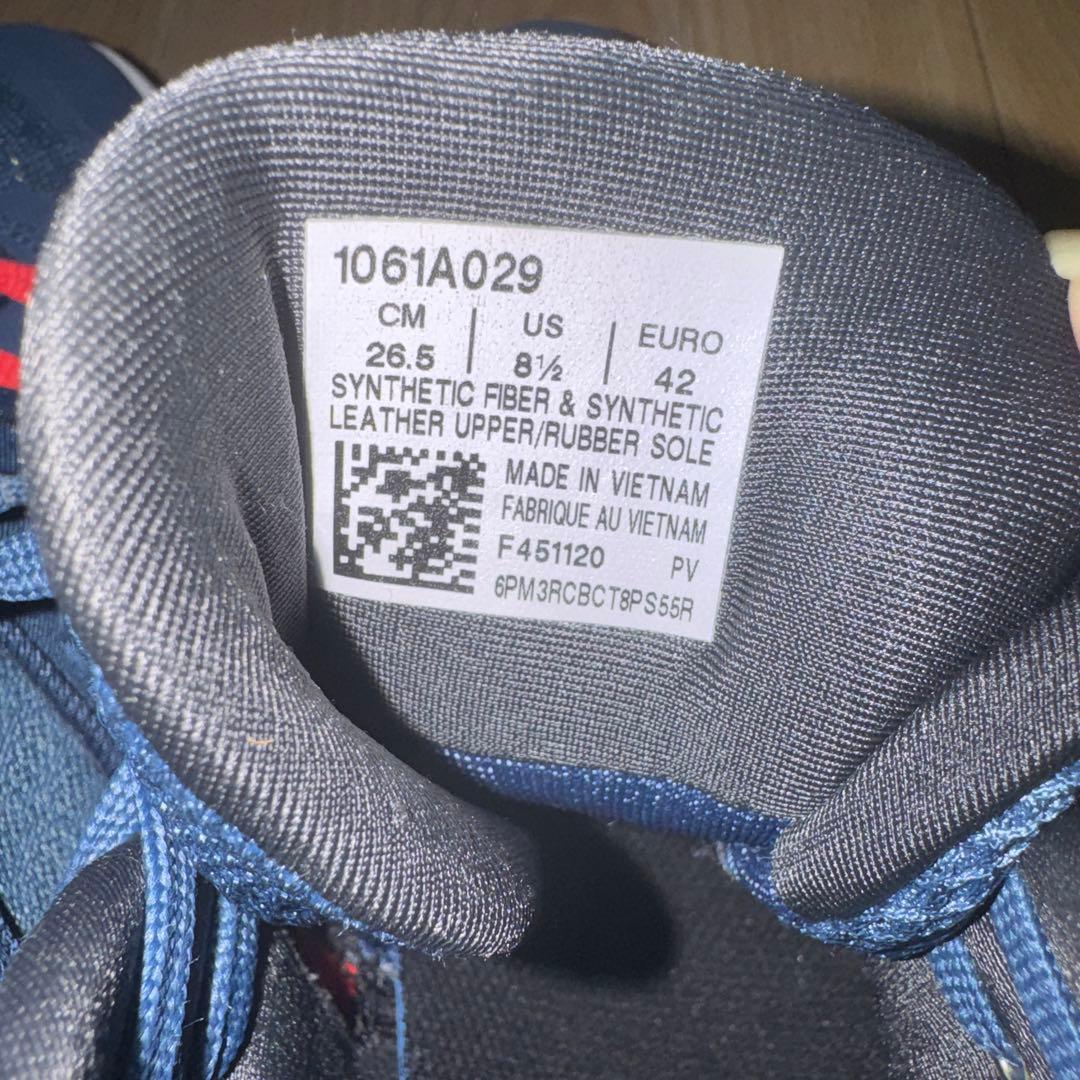 1061A029
CM | US | EURO
26.5 | 8½ | 42
SYNTHETIC FIBER & SYNTHETIC
LEATHER UPPER/RUBBER SOLE
MADE IN VIETNAM
FABRIQUE AU VIETNAM
F451120 PV
6PM3RCBCT8PS55R